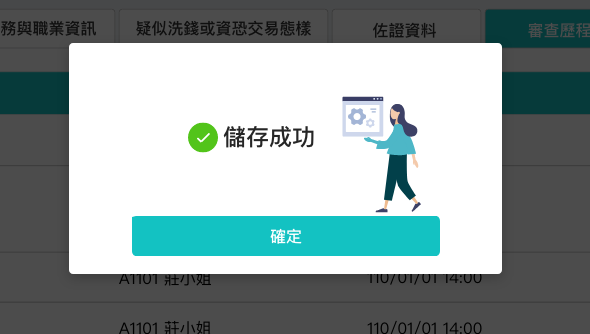 務與職業資訊
疑似洗錢或資恐交易態樣
佐證資料
審查歷程
儲存成功
確定
A1101 莊小姐
110/01/01 14:00
A1101 莊小姐
110/01/01 14:00